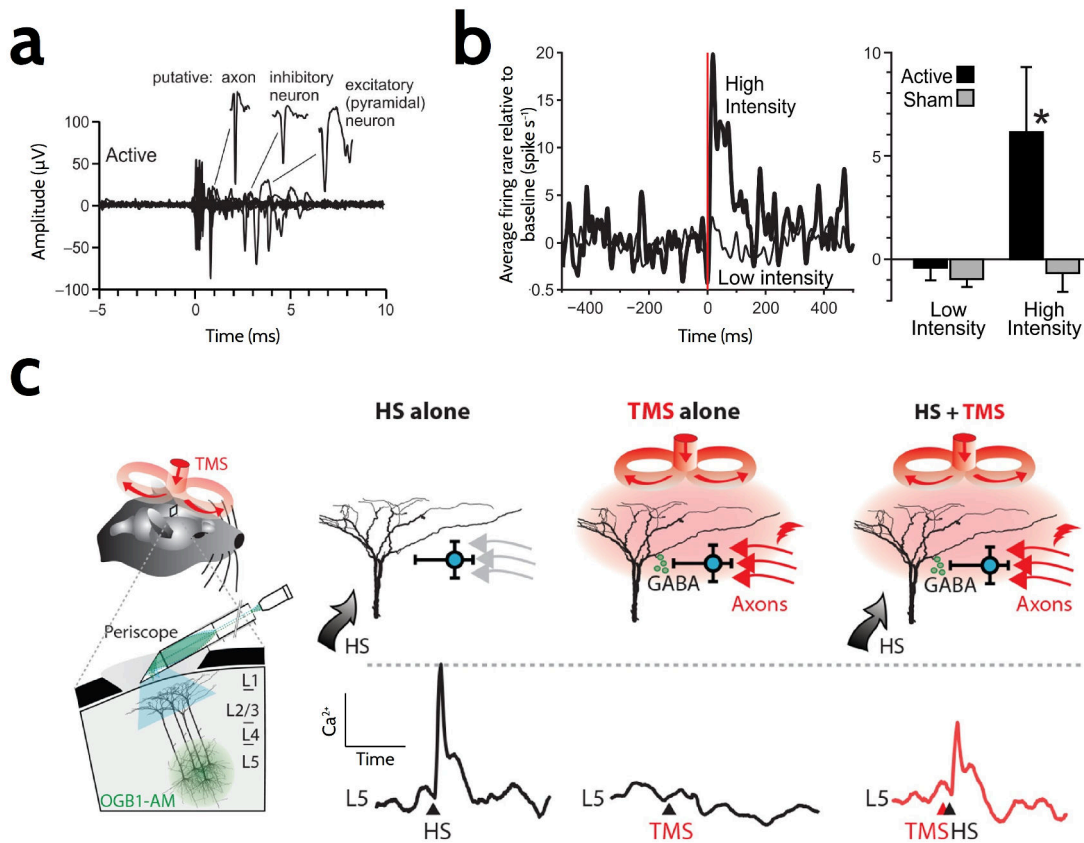 a
putative: axon
inhibitory
neuron
excitatory
(pyramidal)
neuron
Active
Amplitude (µV)
100
50
0
−50
−100
−5
0
5
10
Time (ms)
b
Average firing rare relative to
baseline (spike s⁻¹)
20
15
10
5
0
-0.5
High
Intensity
Low intensity
−400
−200
0
200
400
Time (ms)
10
5
0
Active
Sham
*
Low
Intensity
High
Intensity
c
TMS
Periscope
L1
L2/3
L4
L5
OGB1-AM
HS alone
HS
TMS alone
GABA
Axons
HS + TMS
GABA
Axons
HS
Ca²⁺
Time
L5
HS
L5
TMS
L5
TMSHS